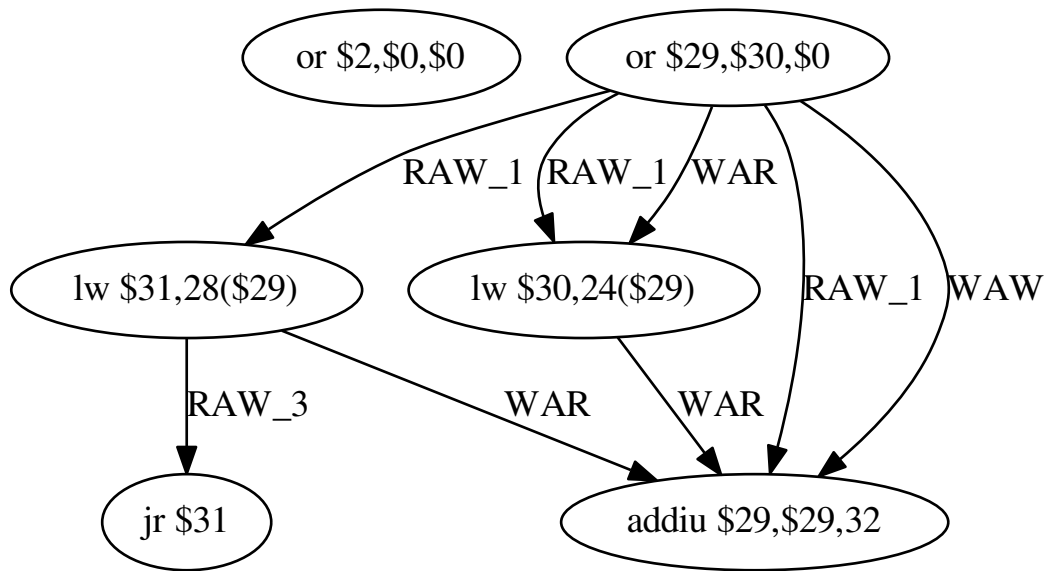 or $2,$0,$0
or $29,$30,$0
RAW_1
RAW_1
WAR
lw $31,28($29)
lw $30,24($29)
RAW_1
WAW
RAW_3
WAR
WAR
jr $31
addiu $29,$29,32